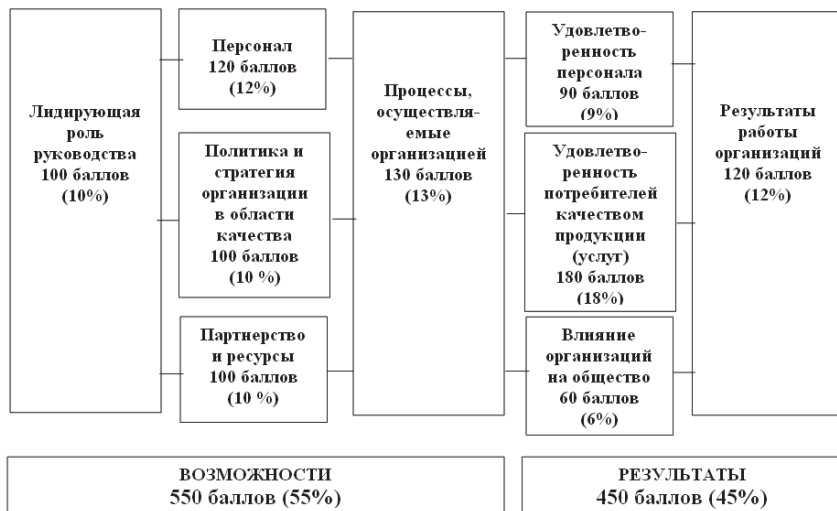 Лидирующая
роль
руководства
100 баллов
(10%)
Персонал
120 баллов
(12%)
Политика и
стратегия
организации
в области
качества
100 баллов
(10 %)
Партнерство
и ресурсы
100 баллов
(10 %)
Процессы,
осуществля-
емые
организацией
130 баллов
(13%)
Удовлетво-
ренность
персонала
90 баллов
(9%)
Удовлетво-
ренность
потребителей
качеством
продукции
(услуг)
180 баллов
(18%)
Влияние
организаций
на общество
60 баллов
(6%)
Результаты
работы
организаций
120 баллов
(12%)
ВОЗМОЖНОСТИ
550 баллов (55%)
РЕЗУЛЬТАТЫ
450 баллов (45%)